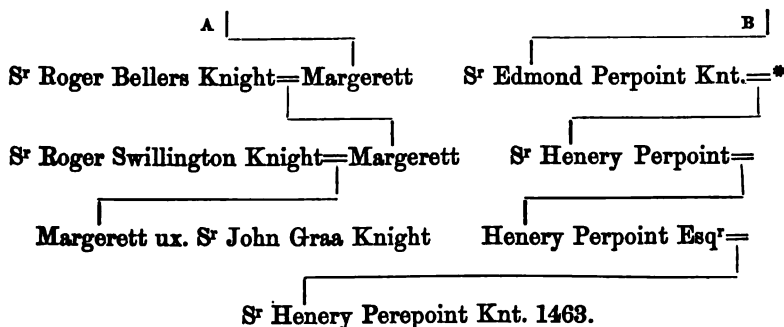 A B
Sr Roger Bellers Knight=Margerett Sr Edmond Perpoint Knt.=*
Sr Roger Swillington Knight=Margerett Sr Henery Perpoint=
Margerett ux. Sr John Graa Knight Henery Perpoint Esqr=
Sr Henery Perepoint Knt. 1463.